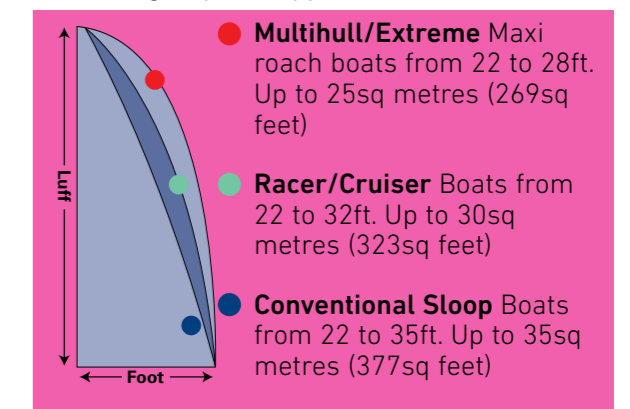 Multihull/Extreme Maxi
roach boats from 22 to 28ft.
Up to 25sq metres (269sq
feet)
Luff
Racer/Cruiser Boats from
22 to 32ft. Up to 30sq
metres (323sq feet)
Conventional Sloop Boats
from 22 to 35ft. Up to 35sq
metres (377sq feet)
Foot